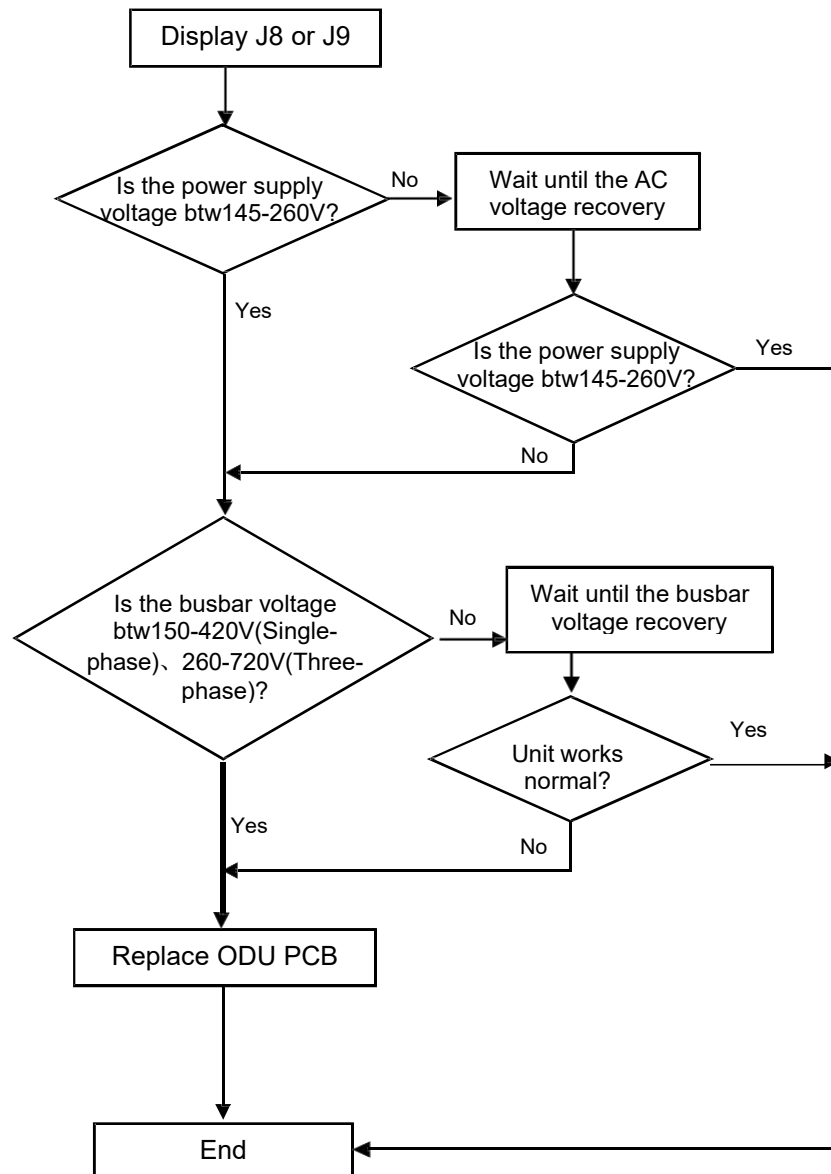 Display J8 or J9
Is the power supply
voltage btw145-260V?
No
Wait until the AC
voltage recovery
Yes
Is the power supply
voltage btw145-260V?
Yes
No
Is the busbar voltage
btw150-420V(Single-
phase)、260-720V(Three-
phase)?
No
Wait until the busbar
voltage recovery
Unit works
normal?
Yes
Yes
No
Replace ODU PCB
End